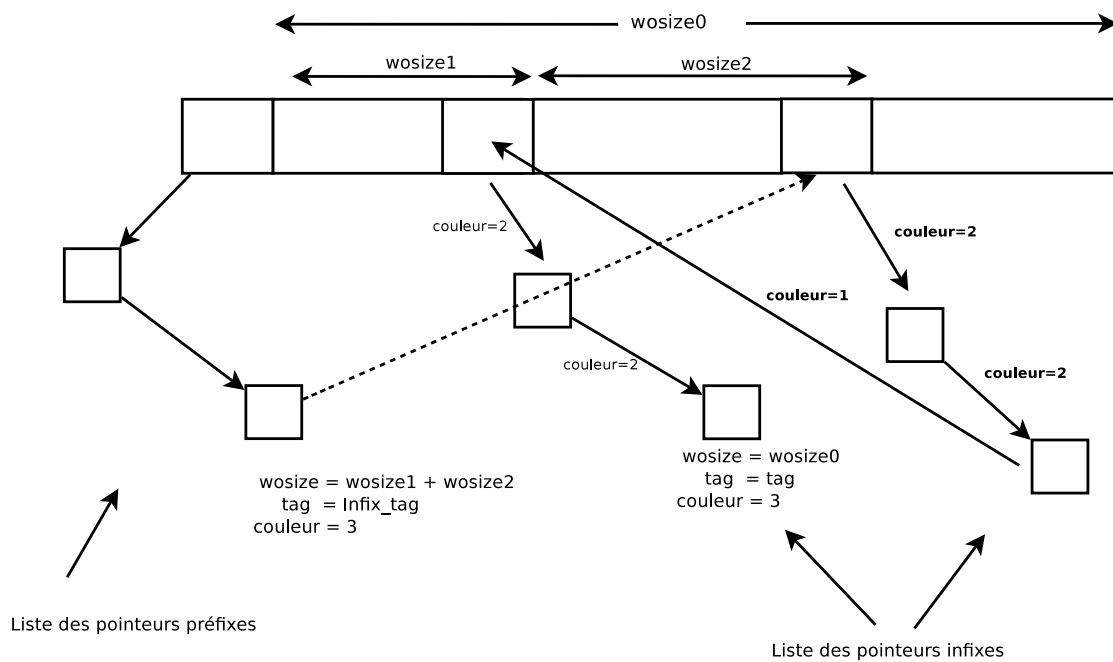 wosize0
wosize1
wosize2
couleur=2
couleur=2
couleur=1
couleur=2
couleur=2
wosize = wosize1 + wosize2
tag = Infix_tag
couleur = 3
wosize = wosize0
tag = tag
couleur = 3
Liste des pointeurs préfixes
Liste des pointeurs infixes